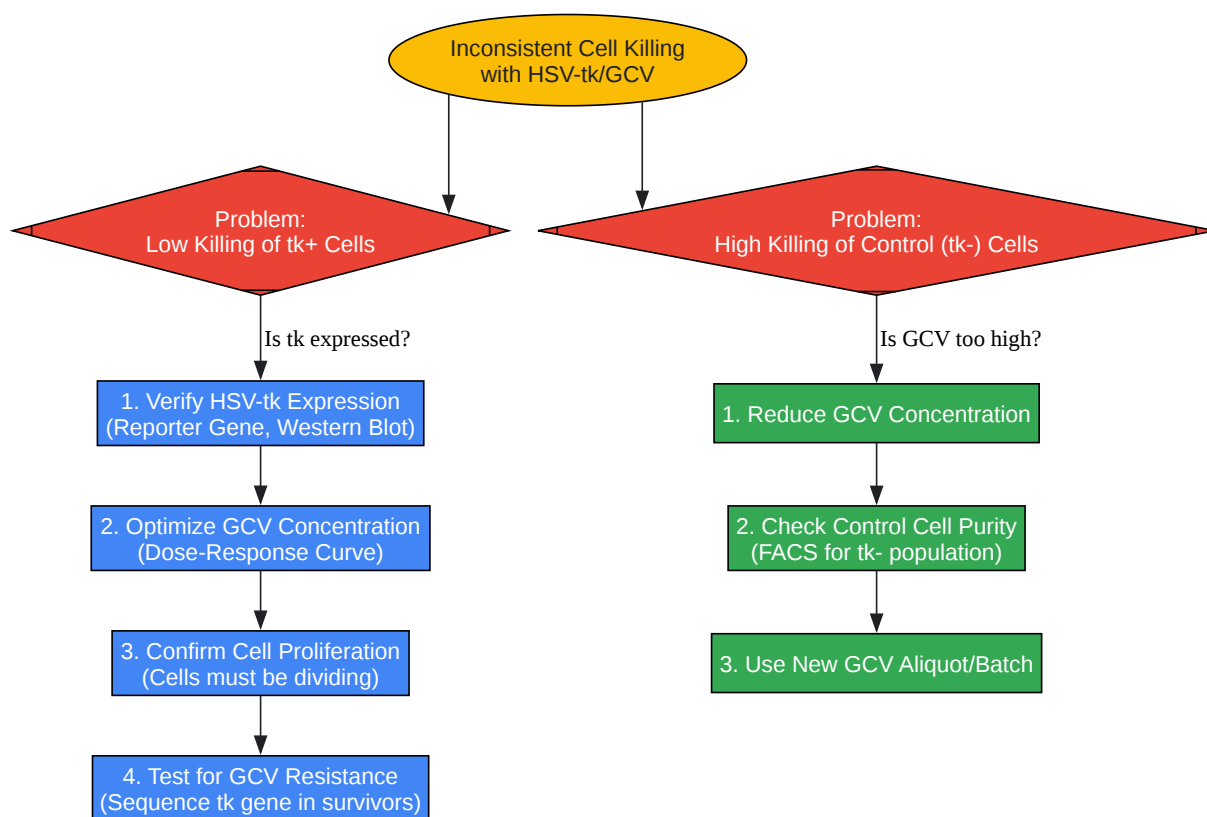 Inconsistent Cell Killing
with HSV-tk/GCV
Problem:
Low Killing of tk+ Cells
Problem:
High Killing of Control (tk-) Cells
Is tk expressed?
Is GCV too high?
1. Verify HSV-tk Expression
(Reporter Gene, Western Blot)
1. Reduce GCV Concentration
2. Optimize GCV Concentration
(Dose-Response Curve)
2. Check Control Cell Purity
(FACS for tk- population)
3. Confirm Cell Proliferation
(Cells must be dividing)
3. Use New GCV Aliquot/Batch
4. Test for GCV Resistance
(Sequence tk gene in survivors)